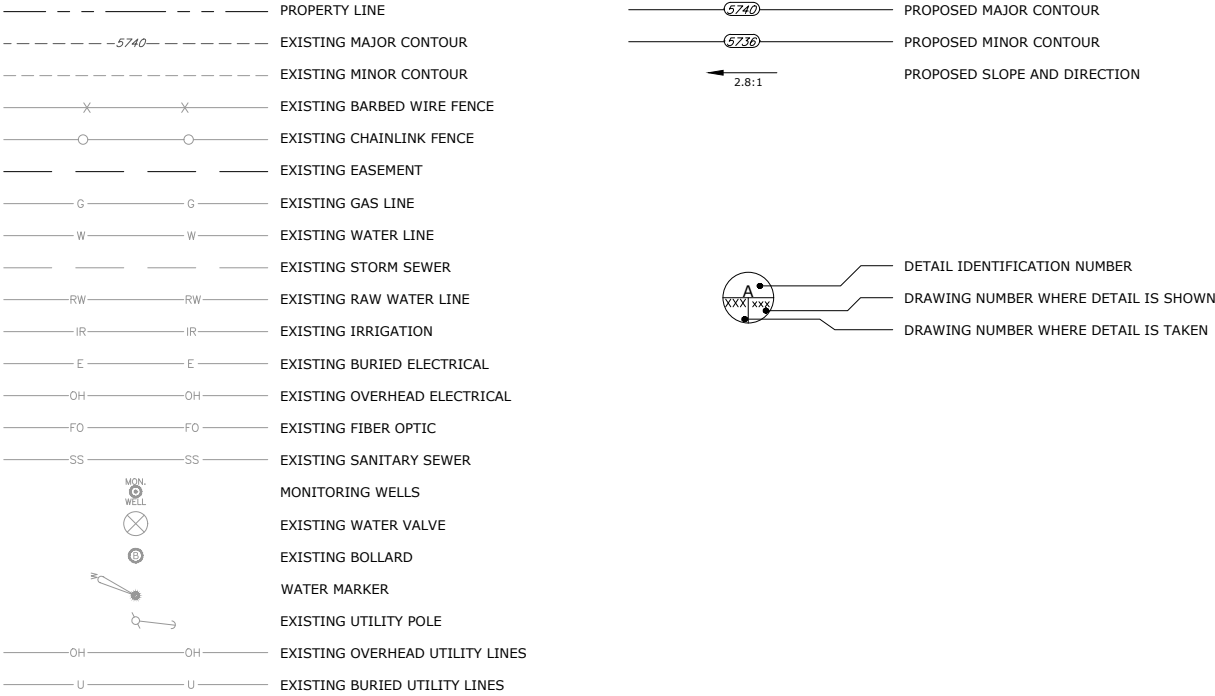 PROPERTY LINE
5740 EXISTING MAJOR CONTOUR
EXISTING MINOR CONTOUR
X X EXISTING BARBED WIRE FENCE
EXISTING CHAINLINK FENCE
EXISTING EASEMENT
G G EXISTING GAS LINE
W W EXISTING WATER LINE
EXISTING STORM SEWER
RW RW EXISTING RAW WATER LINE
IR IR EXISTING IRRIGATION
E E EXISTING BURIED ELECTRICAL
OH OH EXISTING OVERHEAD ELECTRICAL
FO FO EXISTING FIBER OPTIC
SS SS EXISTING SANITARY SEWER
MON.
WELL
MONITORING WELLS
EXISTING WATER VALVE
B EXISTING BOLLARD
W WATER MARKER
EXISTING UTILITY POLE
OH OH EXISTING OVERHEAD UTILITY LINES
U U EXISTING BURIED UTILITY LINES
5740 PROPOSED MAJOR CONTOUR
5736 PROPOSED MINOR CONTOUR
2.8:1 PROPOSED SLOPE AND DIRECTION
A
XXX xxx
DETAIL IDENTIFICATION NUMBER
DRAWING NUMBER WHERE DETAIL IS SHOWN
DRAWING NUMBER WHERE DETAIL IS TAKEN